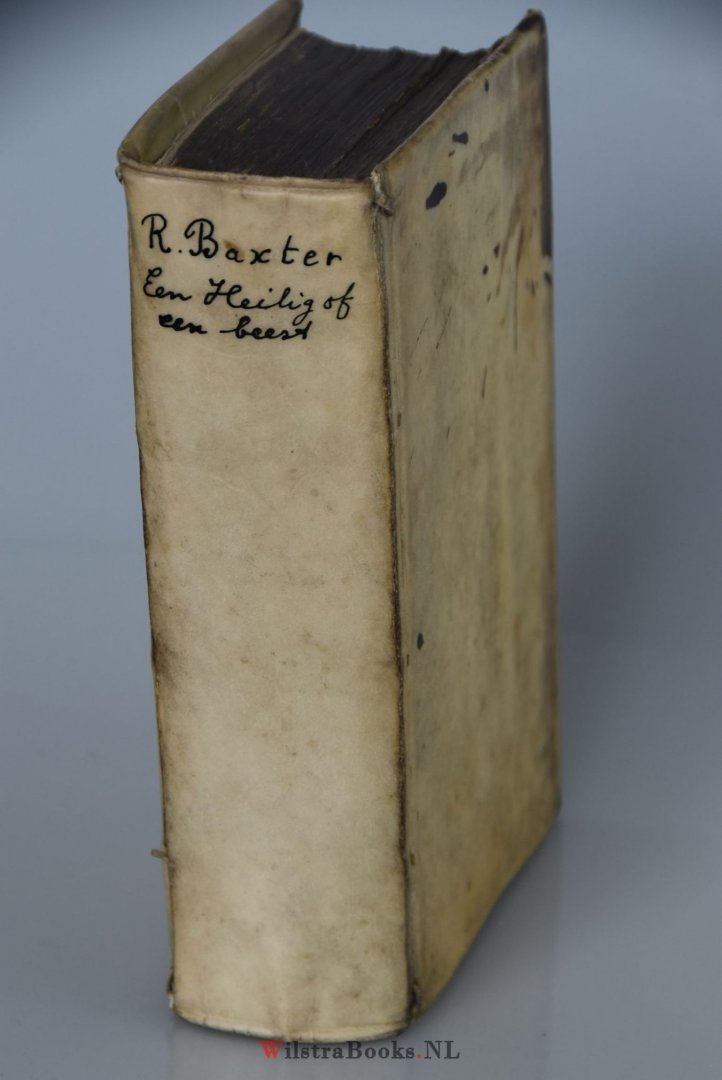 R. Baxter
Een Heilig of
een beest
WilstraBooks.NL